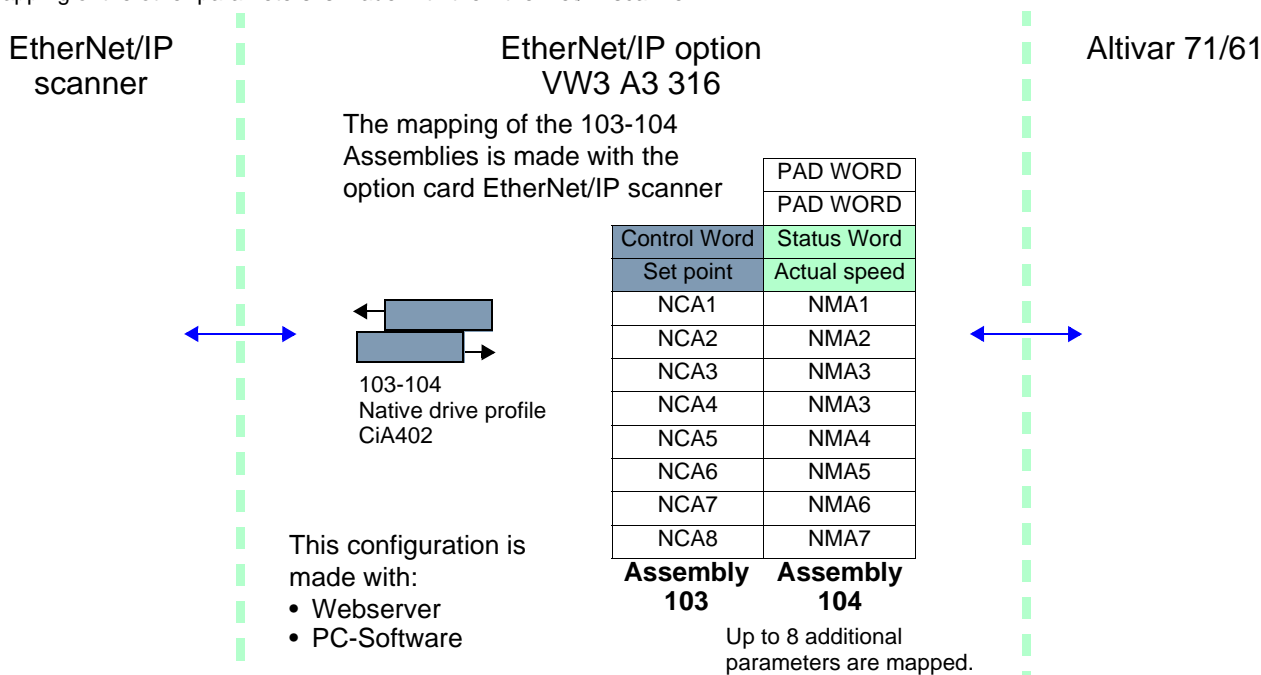 EtherNet/IP
scanner
EtherNet/IP option
VW3 A3 316
Altivar 71/61
The mapping of the 103-104
Assemblies is made with the
option card EtherNet/IP scanner
PAD WORD
PAD WORD
Control Word Status Word
Set point Actual speed
NCA1 NMA1
NCA2 NMA2
NCA3 NMA3
NCA4 NMA3
NCA5 NMA4
NCA6 NMA5
NCA7 NMA6
NCA8 NMA7
Assembly Assembly
103 104
103-104
Native drive profile
CiA402
This configuration is
made with:
• Webserver
• PC-Software
Up to 8 additional
parameters are mapped.